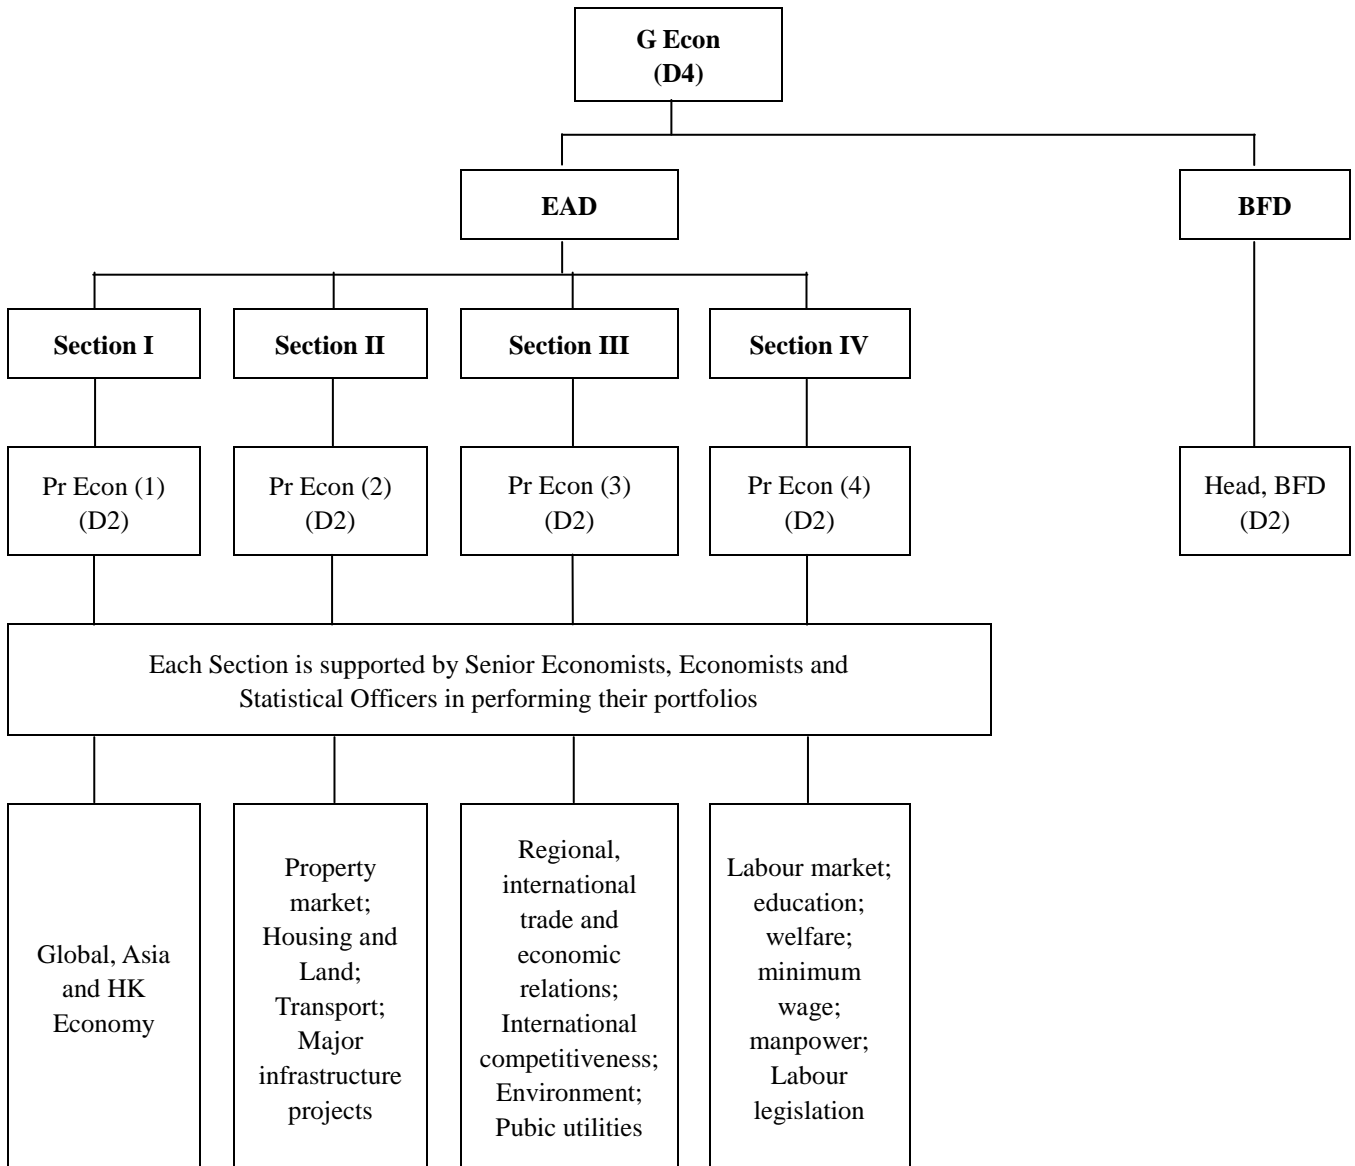 G Econ
(D4)
EAD
BFD
Section I
Section II
Section III
Section IV
Pr Econ (1)
(D2)
Pr Econ (2)
(D2)
Pr Econ (3)
(D2)
Pr Econ (4)
(D2)
Head, BFD
(D2)
Each Section is supported by Senior Economists, Economists and
Statistical Officers in performing their portfolios
Global, Asia
and HK
Economy
Property
market;
Housing and
Land;
Transport;
Major
infrastructure
projects
Regional,
international
trade and
economic
relations;
International
competitiveness;
Environment;
Pubic utilities
Labour market;
education;
welfare;
minimum
wage;
manpower;
Labour
legislation